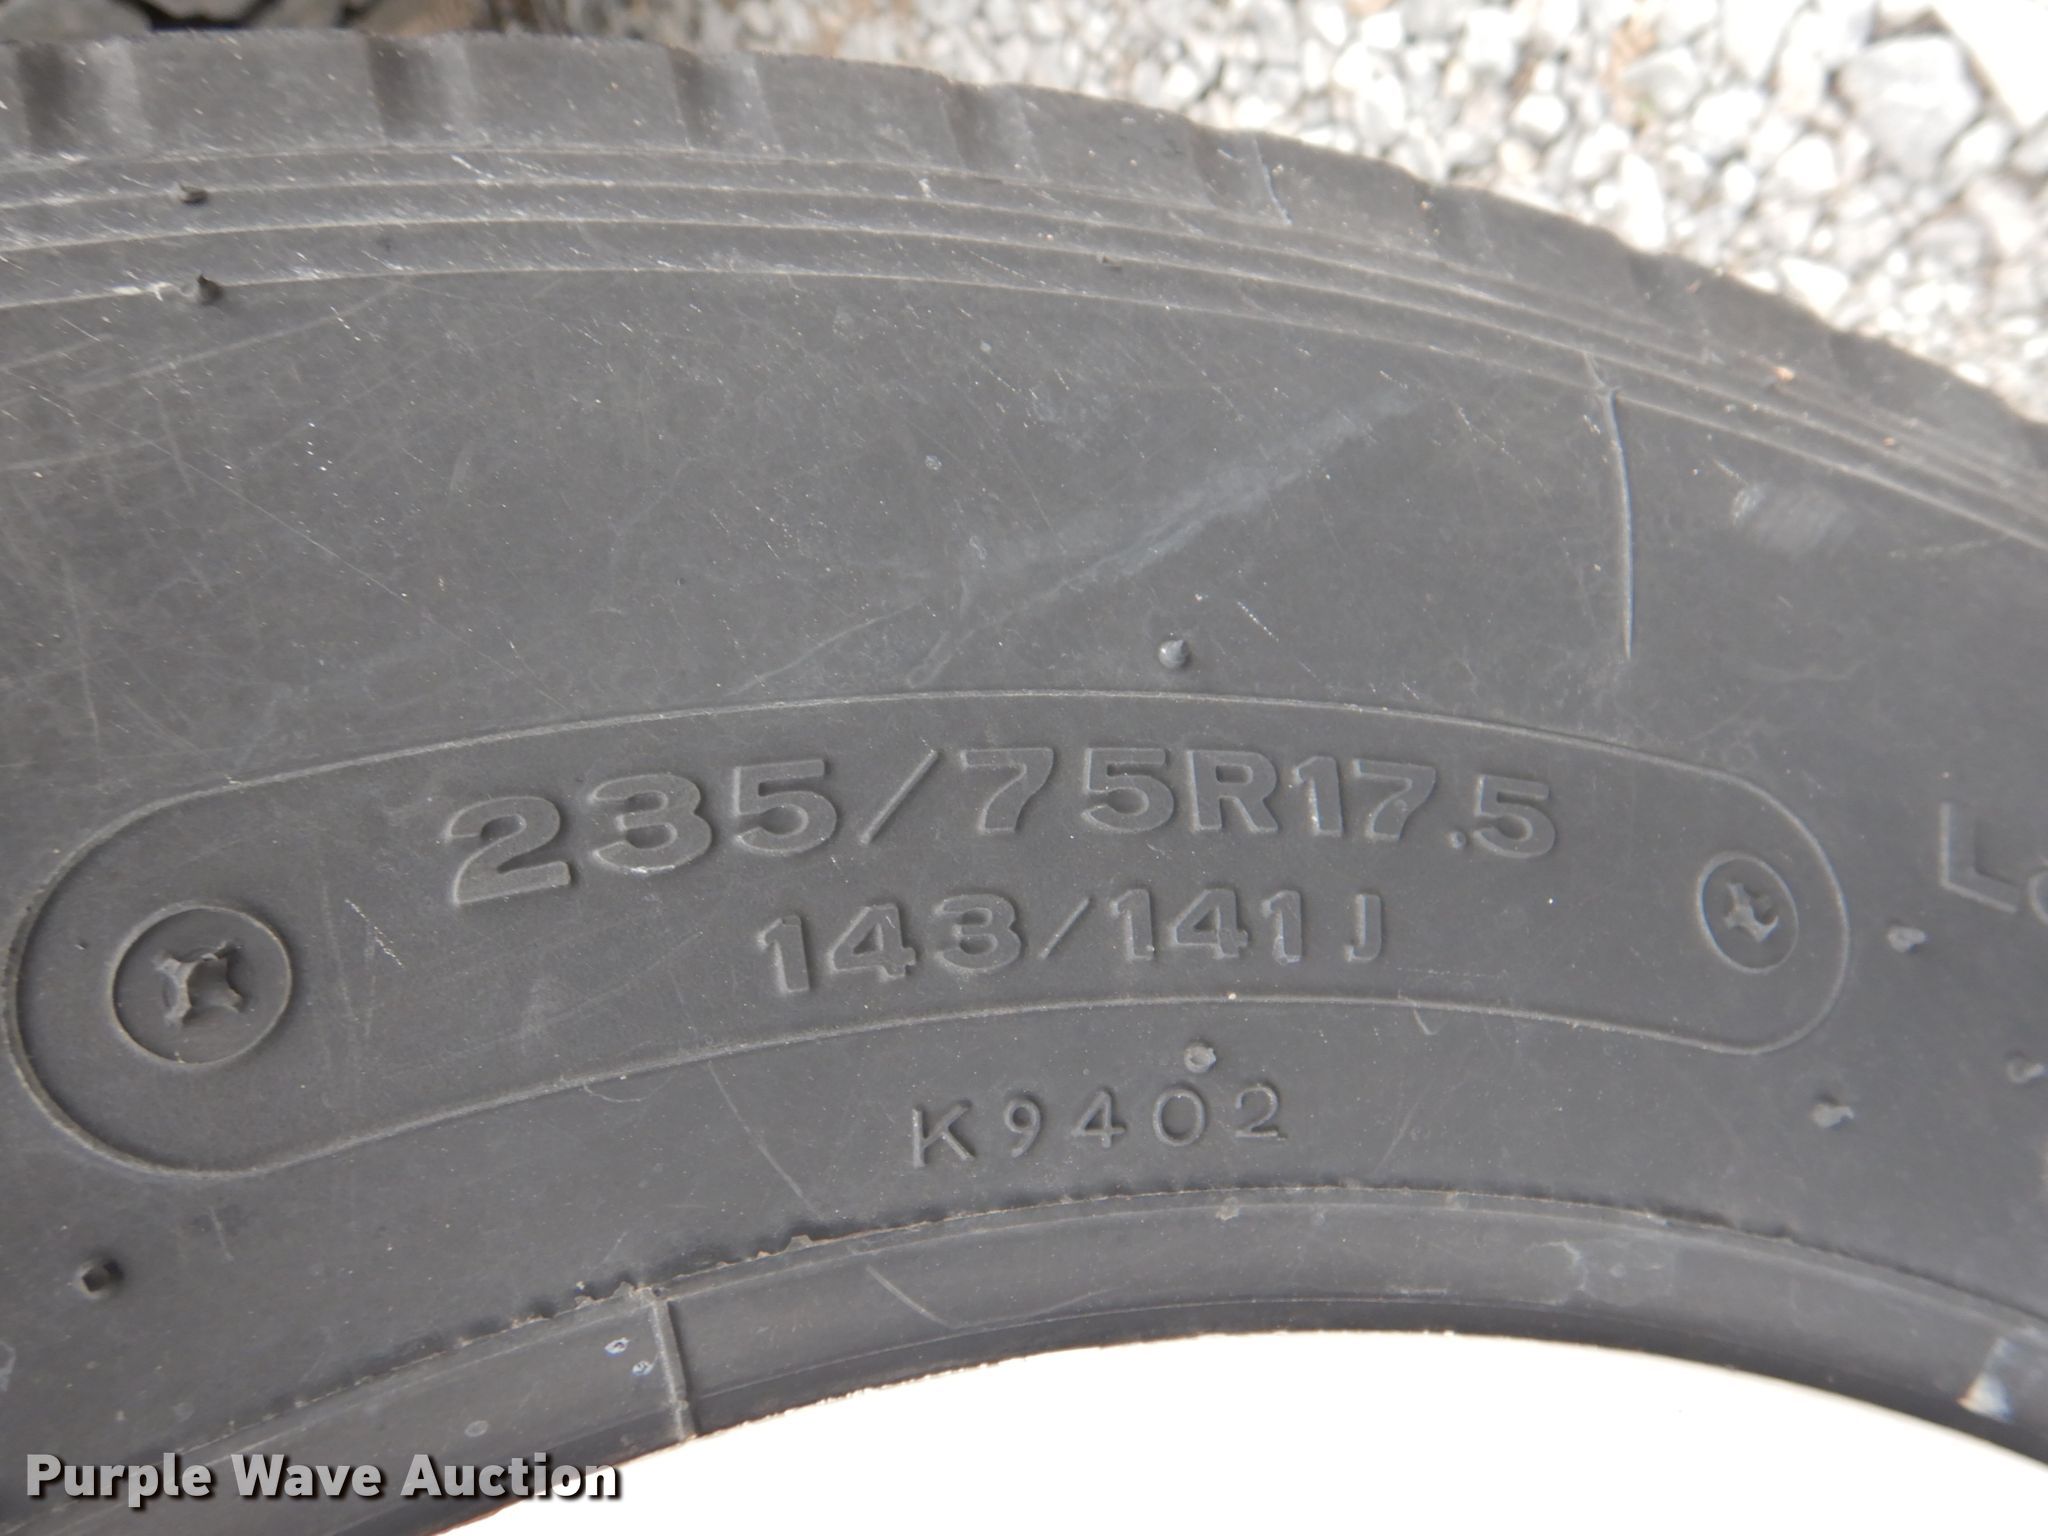 235/75R17.5
143/141J
K9402
Purple Wave Auction